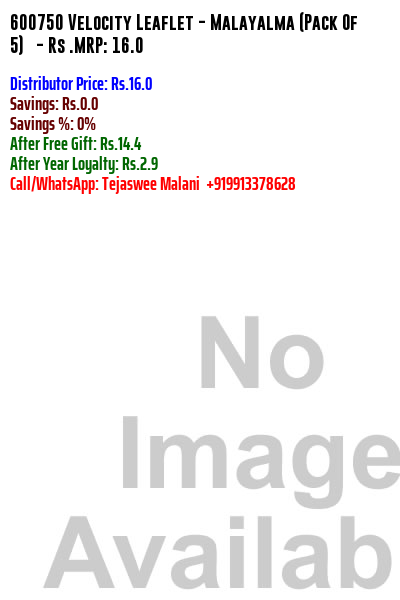 600750 Velocity Leaflet - Malayalma (Pack Of
5) - Rs .MRP: 16.0
Distributor Price: Rs.16.0
Savings: Rs.0.0
Savings %: 0%
After Free Gift: Rs.14.4
After Year Loyalty: Rs.2.9
Call/WhatsApp: Tejaswee Malani +919913378628
No
Image
Availab